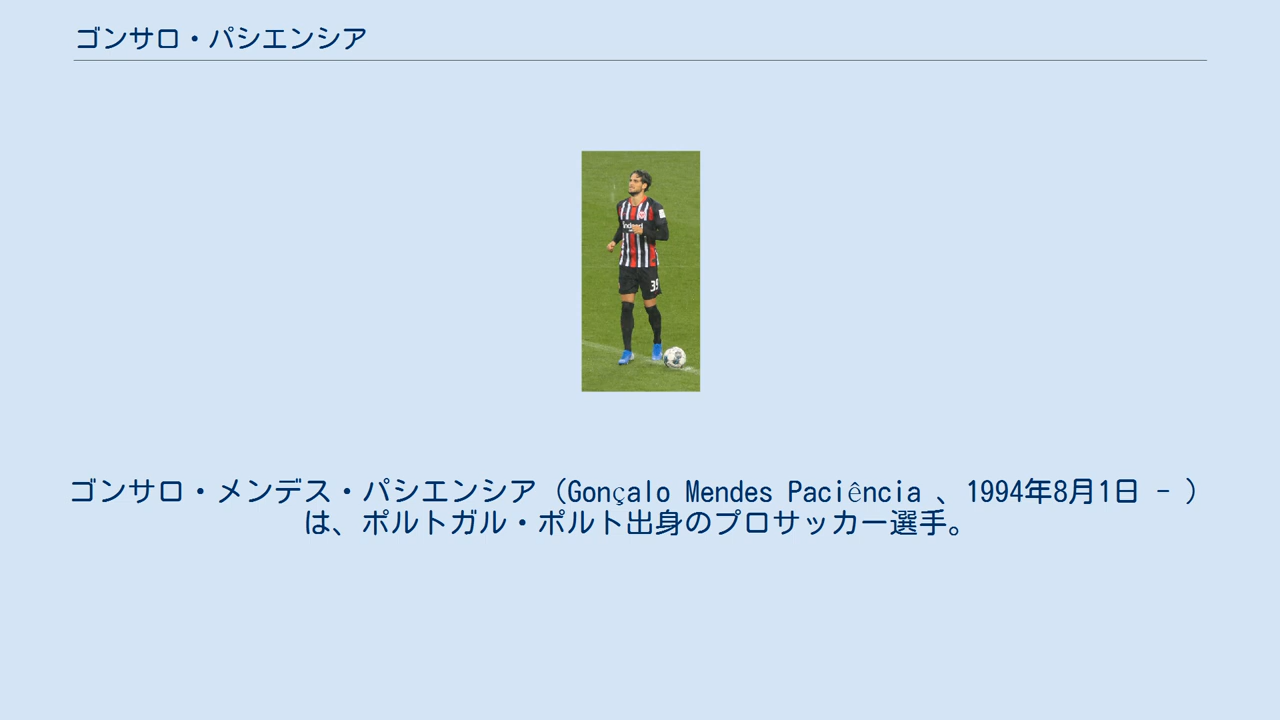 ゴンサロ・パシエンシア
indeed
39
ゴンサロ・メンデス・パシエンシア（Gonçalo Mendes Paciência 、1994年8月1日 - ）
は、ポルトガル・ポルト出身のプロサッカー選手。